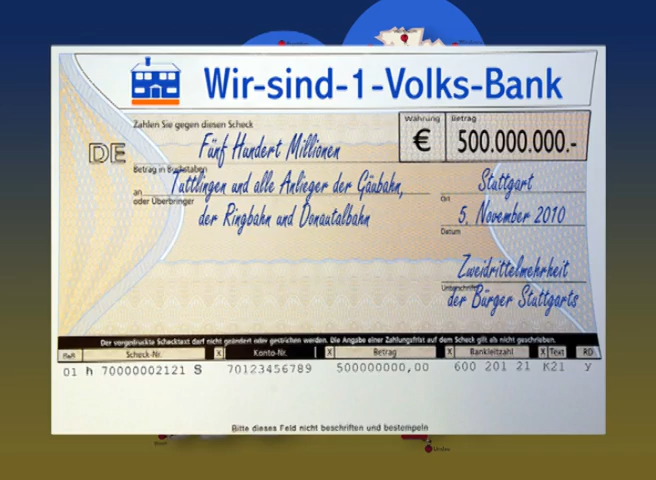 Wir-sind-1-Volks-Bank
Zahlen Sie gegen diesen Scheck
Währung
Betrag
DE
Fünf Hundert Millionen
€
500.000.000.-
Betrag in Buchstaben
an
Tuttlingen und alle Anlieger der Gäubahn,
Stuttgart
oder Überbringer
Ort
der Ringbahn und Donautalbahn
5. November 2010
Datum
Zweidrittelmehrheit
Unterschrift
der Bürger Stuttgarts
Der vorgedruckte Schecktext darf nicht geändert oder gestrichen werden. Die Angabe einer Zahlungsfrist auf dem Scheck gilt als nicht geschrieben.
Scheck-Nr. X Konto-Nr. X Betrag X Bankleitzahl X Text RD
01 h 70000002121 S 70123456789 500000000,00 600 201 21 K21 y
Bitte dieses Feld nicht beschriften und bestempeln